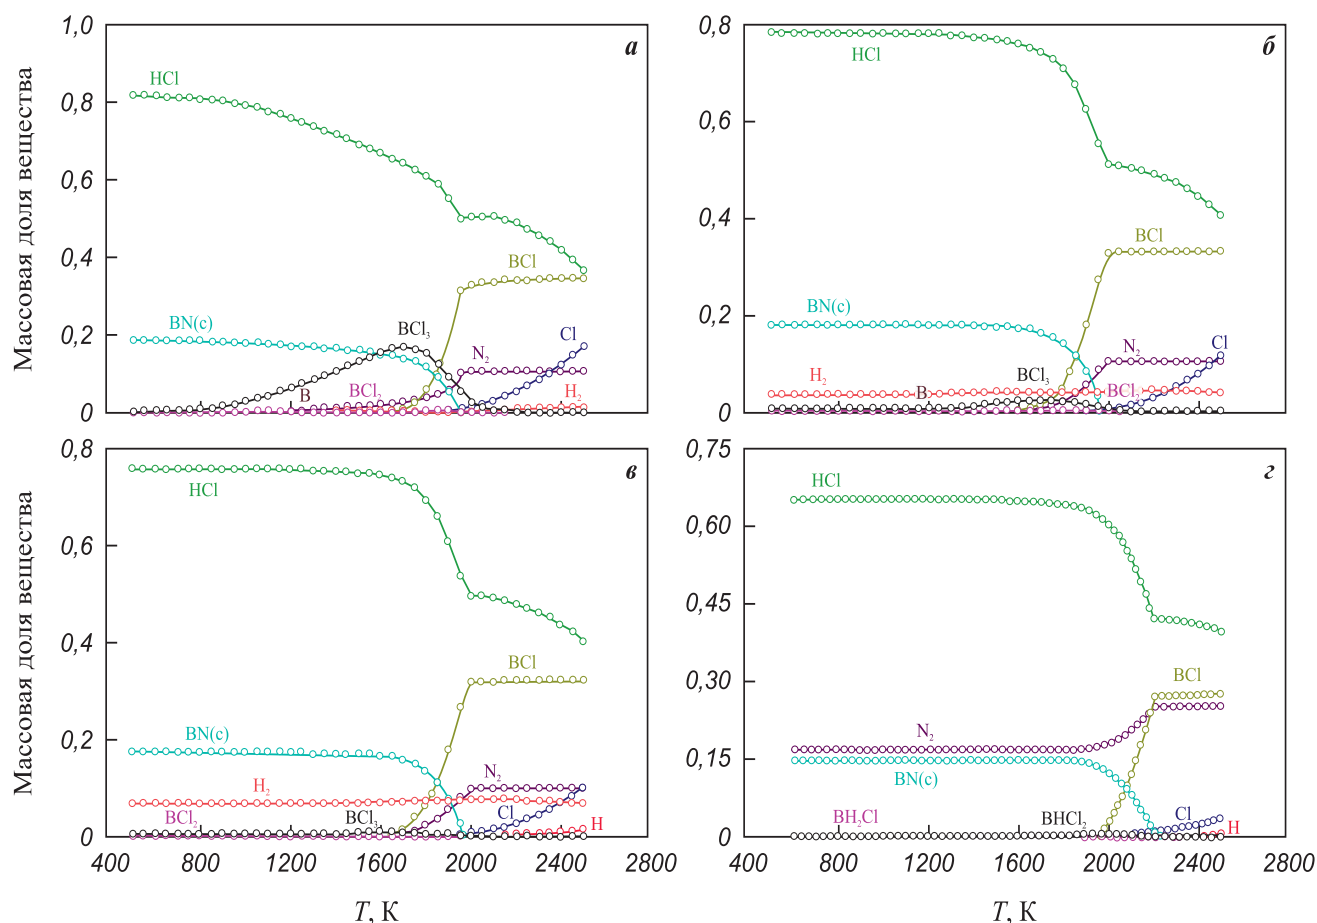 Массовая доля вещества
1,0
0,8
0,6
0,4
0,2
0
а
HCl
BN(c)
BCl₃
BCl
N₂
Cl
H₂
B
BCl₂
0,8
0,6
0,4
0,2
0
б
HCl
BCl
BN(c)
N₂
Cl
H₂
BCl₃
B
BCl₂
Массовая доля вещества
0,8
0,6
0,4
0,2
0
в
HCl
BCl
BN(c)
N₂
H₂
BCl₂
BCl₃
Cl
H
400 800 1200 1600 2000 2400 2800
T, К
0,75
0,60
0,45
0,30
0,15
0
г
HCl
BCl
N₂
BN(c)
BH₂Cl
BHCl₂
Cl
H
400 800 1200 1600 2000 2400 2800
T, К